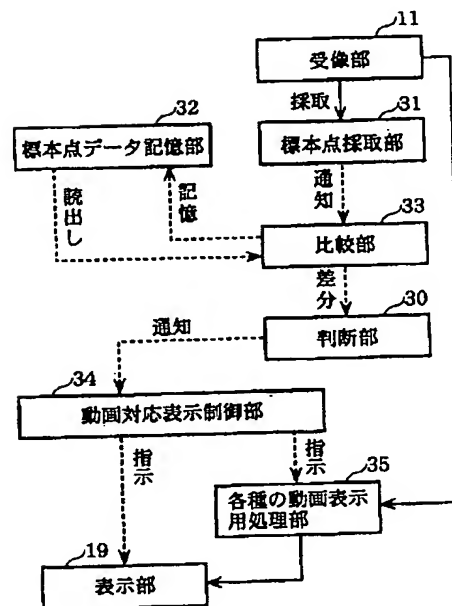 11
受像部
採取
32
31
標本点データ記憶部
標本点採取部
読出し
記憶
通知
33
比較部
差分
30
通知
判断部
34
動画対応表示制御部
指示
指示
35
各種の動画表示
用処理部
19
表示部